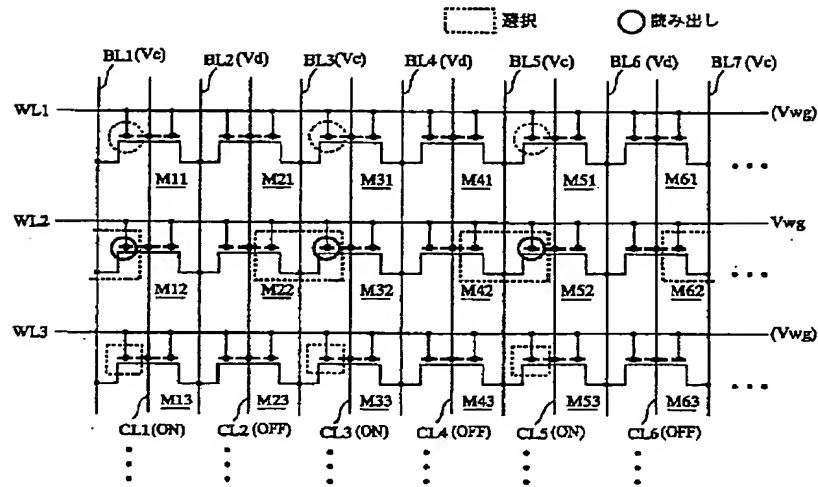 選択 読み出し
BL1(Vc) BL2(Vd) BL3(Vc) BL4(Vd) BL5(Vc) BL6(Vd) BL7(Vc)
WL1 (Vwg)
M11 M21 M31 M41 M51 M61
WL2 Vwg
M12 M22 M32 M42 M52 M62
WL3 (Vwg)
M13 M23 M33 M43 M53 M63
CL1(ON) CL2(OFF) CL3(ON) CL4(OFF) CL5(ON) CL6(OFF)